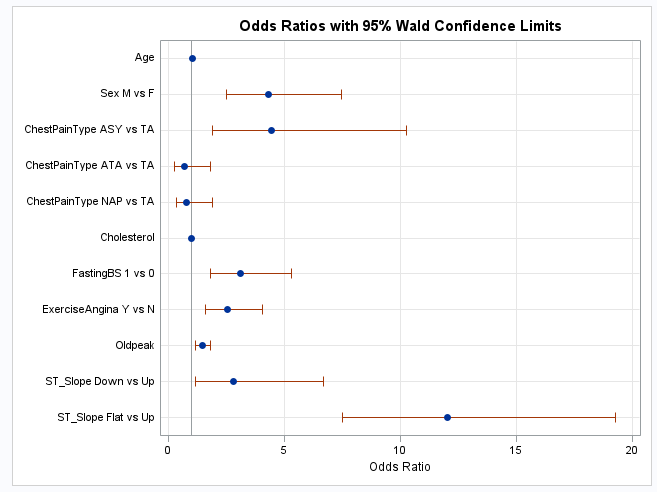 Odds Ratios with 95% Wald Confidence Limits
Age
Sex M vs F
ChestPainType ASY vs TA
ChestPainType ATA vs TA
ChestPainType NAP vs TA
Cholesterol
FastingBS 1 vs 0
ExerciseAngina Y vs N
Oldpeak
ST_Slope Down vs Up
ST_Slope Flat vs Up
0 5 10 15 20
Odds Ratio